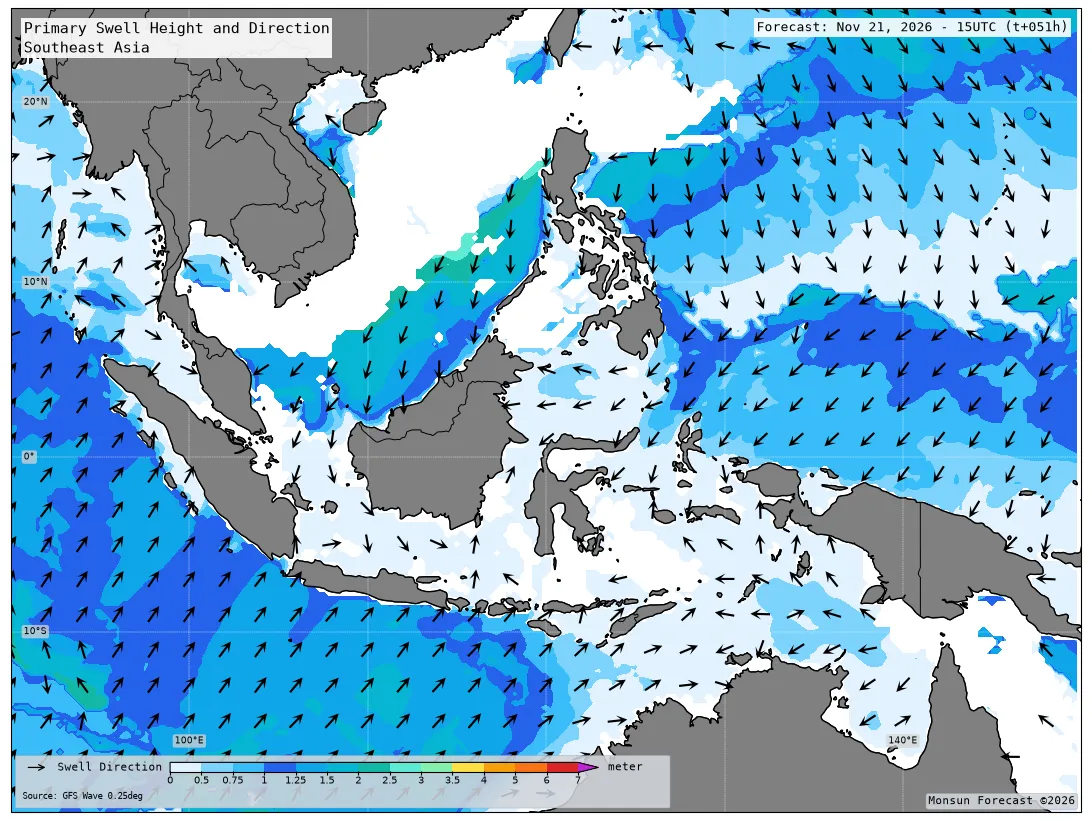 Primary Swell Height and Direction
Southeast Asia
Forecast: Nov 21, 2026 - 15UTC (t+051h)
20°N
10°N
0°
10°S
100°E
140°E
Swell Direction
0 0.5 0.75 1 1.25 1.5 2 2.5 3 3.5 4 5 6 7
meter
Source: GFS Wave 0.25deg
Monsun Forecast ©2026